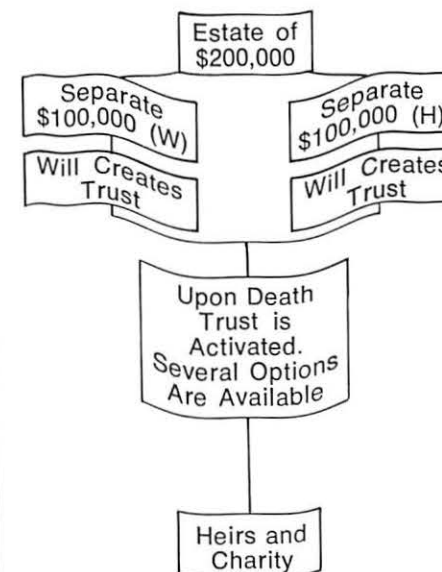 Estate of
$200,000
Separate
$100,000 (W)
Separate
$100,000 (H)
Will Creates
Trust
Will Creates
Trust
Upon Death
Trust is
Activated.
Several Options
Are Available
Heirs and
Charity